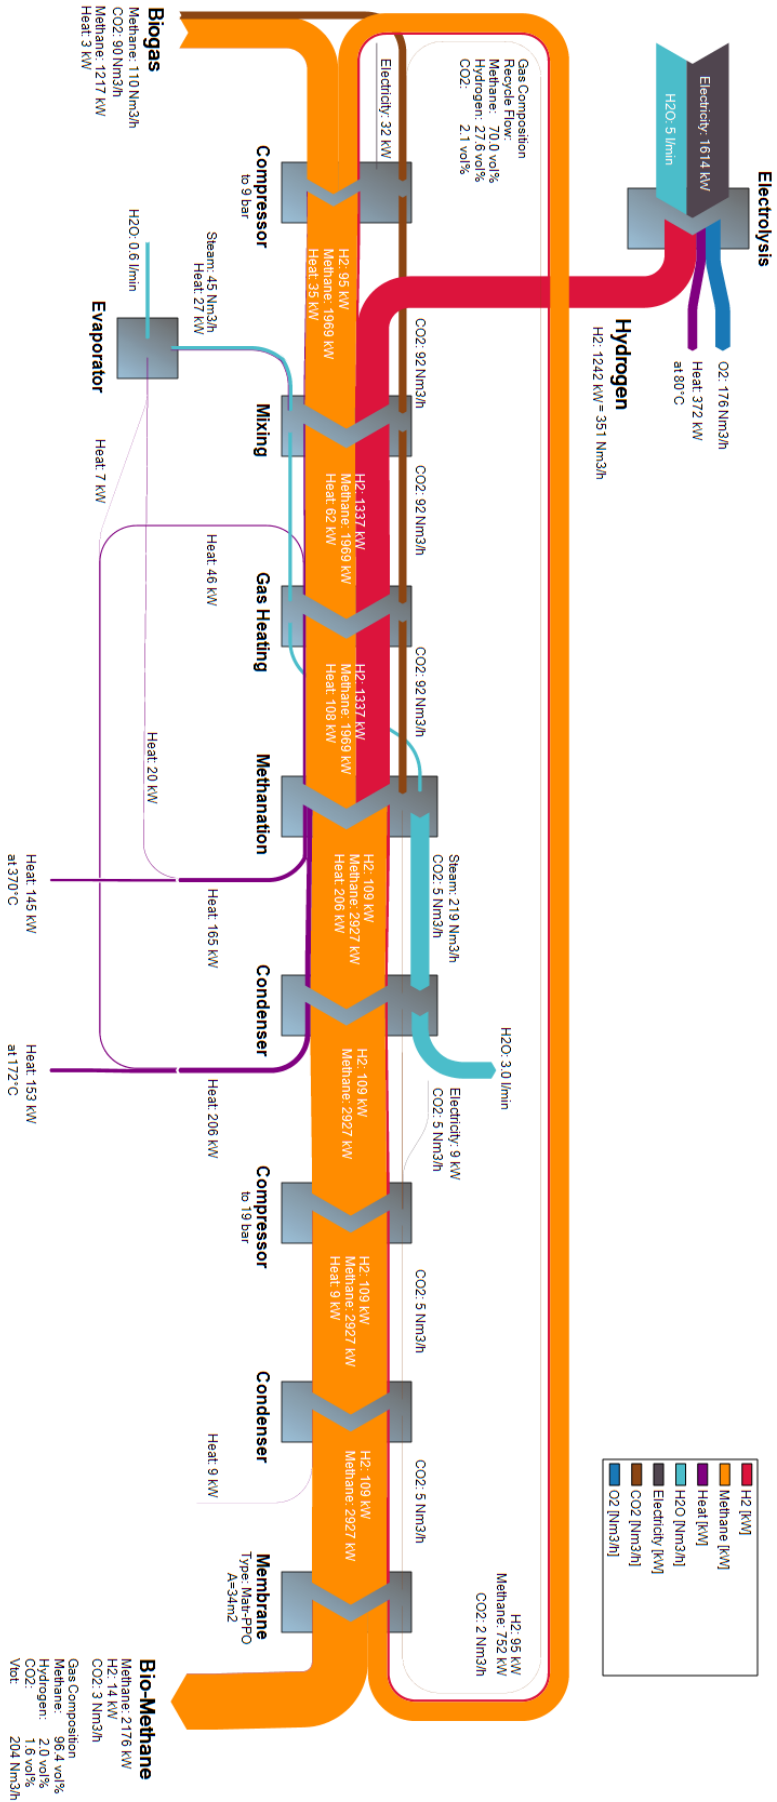 Electrolysis
Electricity: 1614 kW
H2O: 5 l/min
O2: 176 Nm3/h
Heat: 372 kW
at 80°C
Hydrogen
H2: 1242 kW = 351 Nm3/h
H2 [kW]
Methane [kW]
Heat [kW]
H2O [Nm3/h]
Electricity [kW]
CO2 [Nm3/h]
O2 [Nm3/h]
Gas Composition
Recycle Flow:
Methane: 70.0 vol%
Hydrogen: 27.6 vol%
CO2: 2.1 vol%
H2: 95 kW
Methane: 752 kW
CO2: 2 Nm3/h
Biogas
Methane: 110 Nm3/h
CO2: 90 Nm3/h
Methane: 1217 kW
Heat: 3 kW
Electricity: 32 kW
Compressor
to 9 bar
H2: 95 kW
Methane: 1969 kW
Heat: 35 kW
CO2: 92 Nm3/h
Steam: 45 Nm3/h
Heat: 27 kW
H2O: 0.6 l/min
Evaporator
Mixing
CO2: 92 Nm3/h
H2: 1337 kW
Methane: 1969 kW
Heat: 62 kW
Heat: 7 kW
Heat: 46 kW
Gas Heating
CO2: 92 Nm3/h
H2: 1337 kW
Methane: 1969 kW
Heat: 108 kW
Heat: 20 kW
Methanation
Steam: 219 Nm3/h
CO2: 5 Nm3/h
H2: 109 kW
Methane: 2927 kW
Heat: 206 kW
Heat: 165 kW
Heat: 145 kW
at 370°C
Condenser
H2O: 3.0 l/min
H2: 109 kW
Methane: 2927 kW
Electricity: 9 kW
CO2: 5 Nm3/h
Heat: 206 kW
Heat: 153 kW
at 172°C
Compressor
to 19 bar
CO2: 5 Nm3/h
H2: 109 kW
Methane: 2927 kW
Heat: 9 kW
Condenser
CO2: 5 Nm3/h
H2: 109 kW
Methane: 2927 kW
Heat: 9 kW
Membrane
Type: Matr-PPO
A=34m2
Bio-Methane
Methane: 2176 kW
H2: 14 kW
CO2: 3 Nm3/h
Gas Composition
Methane: 96.4 vol%
Hydrogen: 2.0 vol%
CO2: 1.6 vol%
Vtot: 204 Nm3/h